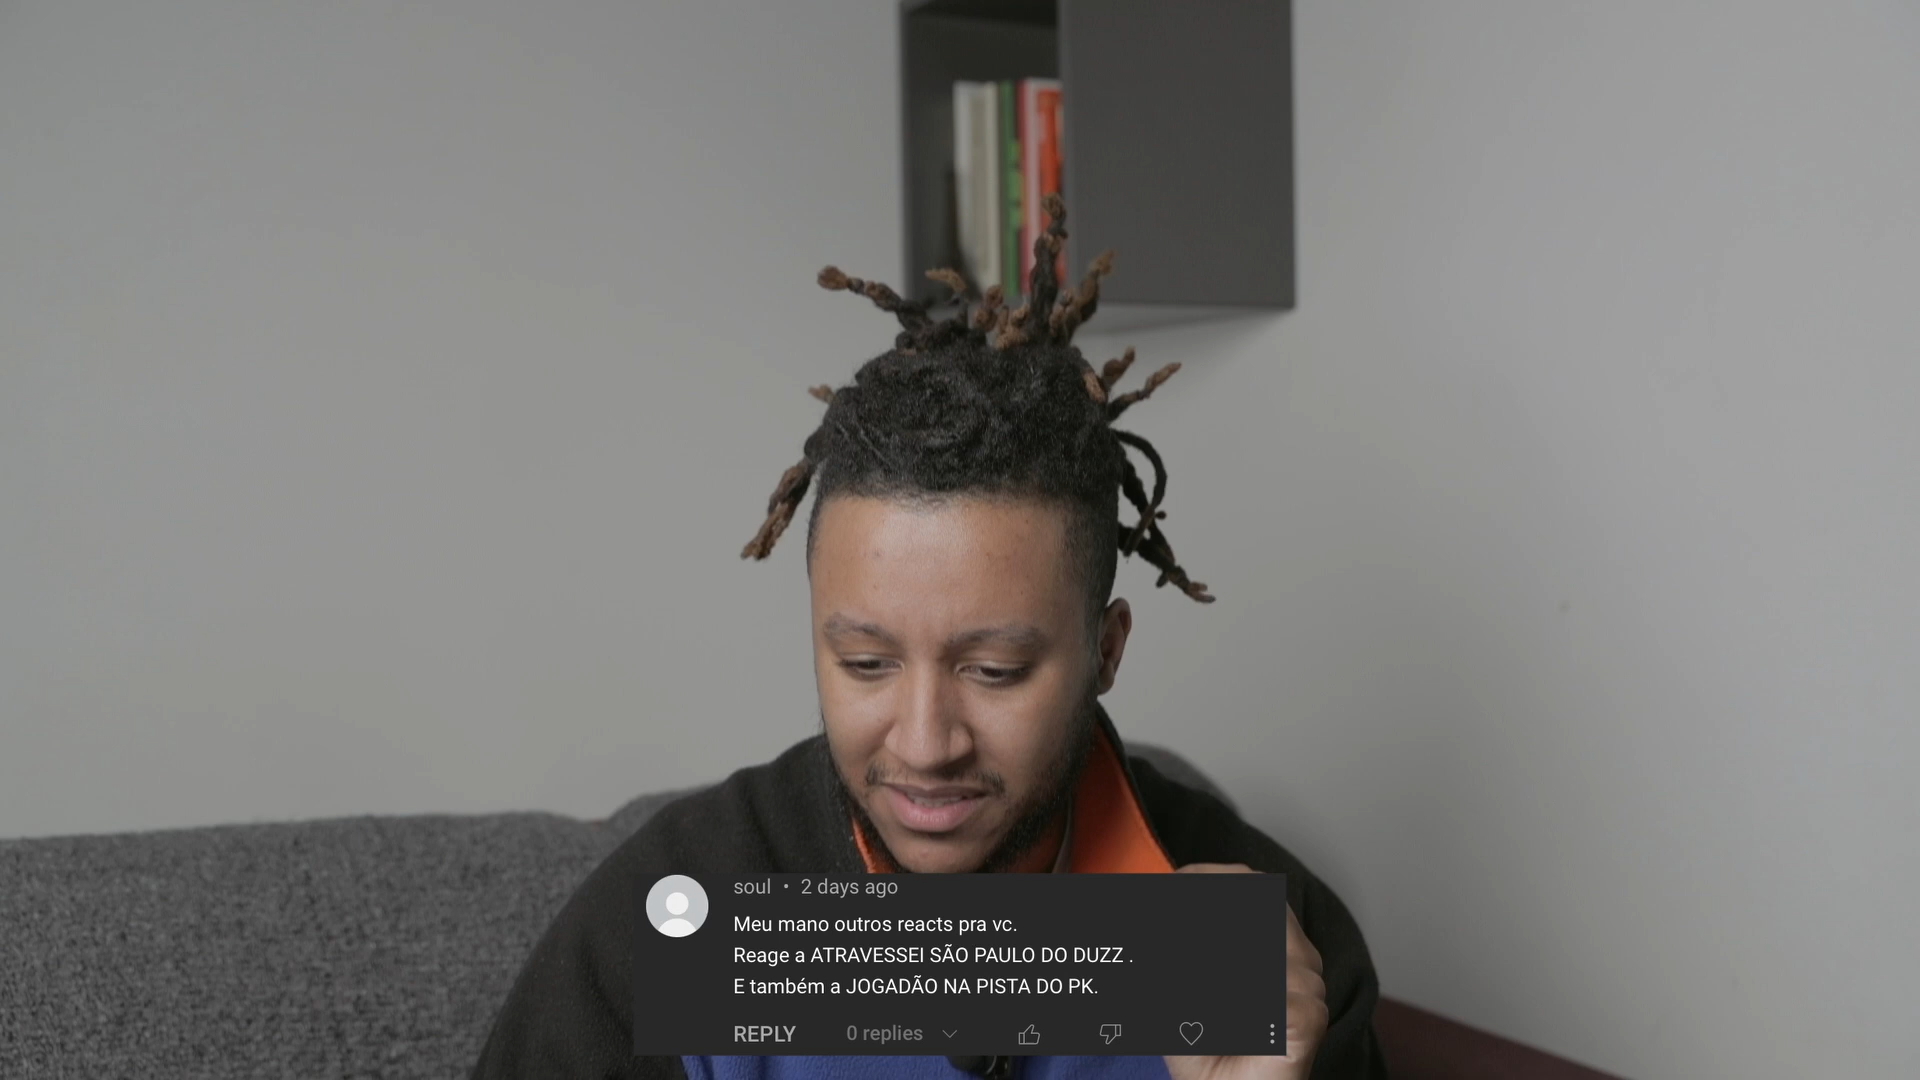 soul • 2 days ago
Meu mano outros reacts pra vc.
Reage a ATRAVESSEI SÃO PAULO DO DUZZ .
E também a JOGADÃO NA PISTA DO PK.
REPLY 0 replies